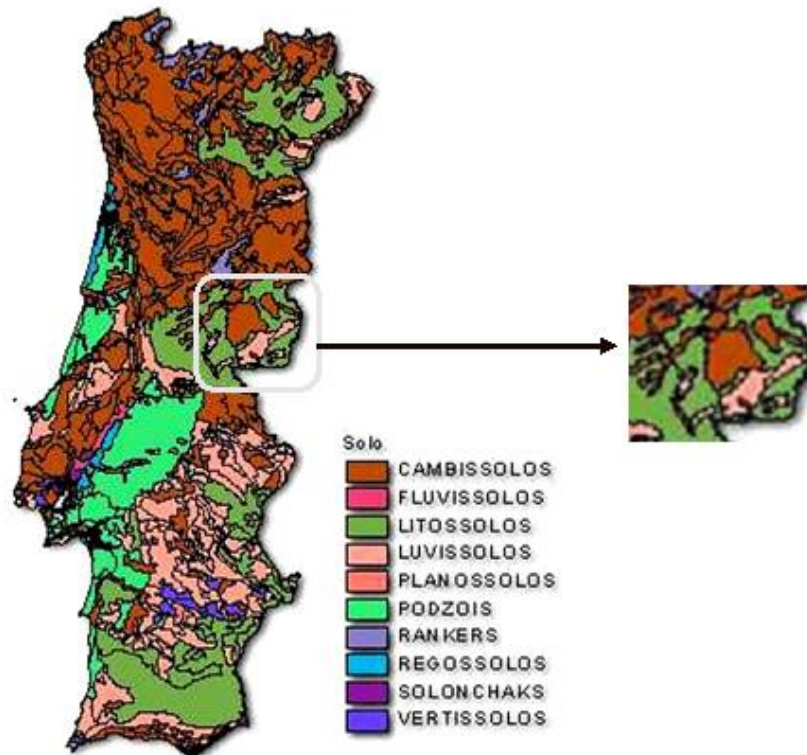 Solo
CAMBISSOLOS
FLUVISSOLOS
LITOSSOLOS
LUVISSOLOS
PLANOSSOLOS
PODZOIS
RANKERS
REGOSSOLOS
SOLONCHAKS
VERTISSOLOS